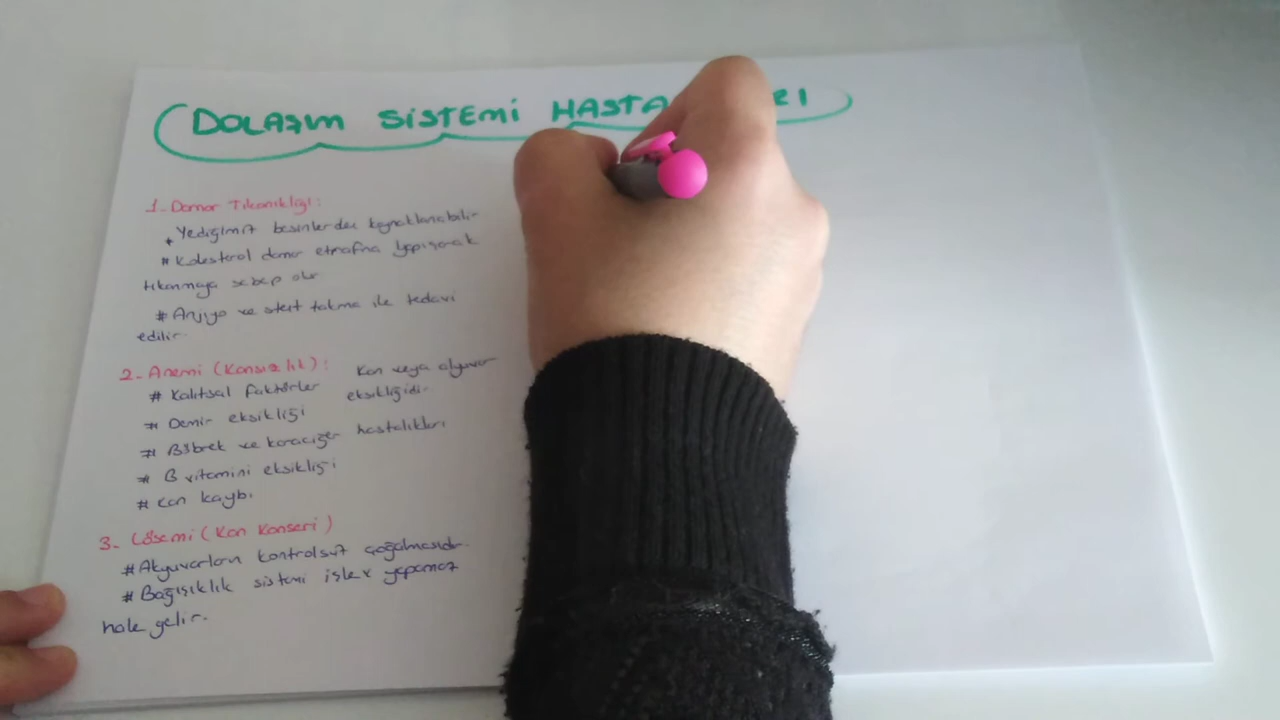 DOLAŞIM SİSTEMİ HASTA RI
1- Damar Tıkanıklığı:
* Yediğimiz besinlerden kaynaklanabilir
# Kolesterol damar etrafına yapışarak
tıkanmaya sebep olur
# Anjiyo ve stent takma ile tedavi
edilir.
2- Anemi (Kansızlık): Kan veya alyuvar
eksikliğidir.
# Kalıtsal faktörler
# Demir eksikliği
# Böbrek ve karaciğer hastalıkları
# B vitamini eksikliği
# Kan kaybı
3- Lösemi (Kan Kanseri)
# Akyuvarların kontrolsüz çoğalmasıdır.
# Bağışıklık sistemi işlev yapamaz
hale gelir.